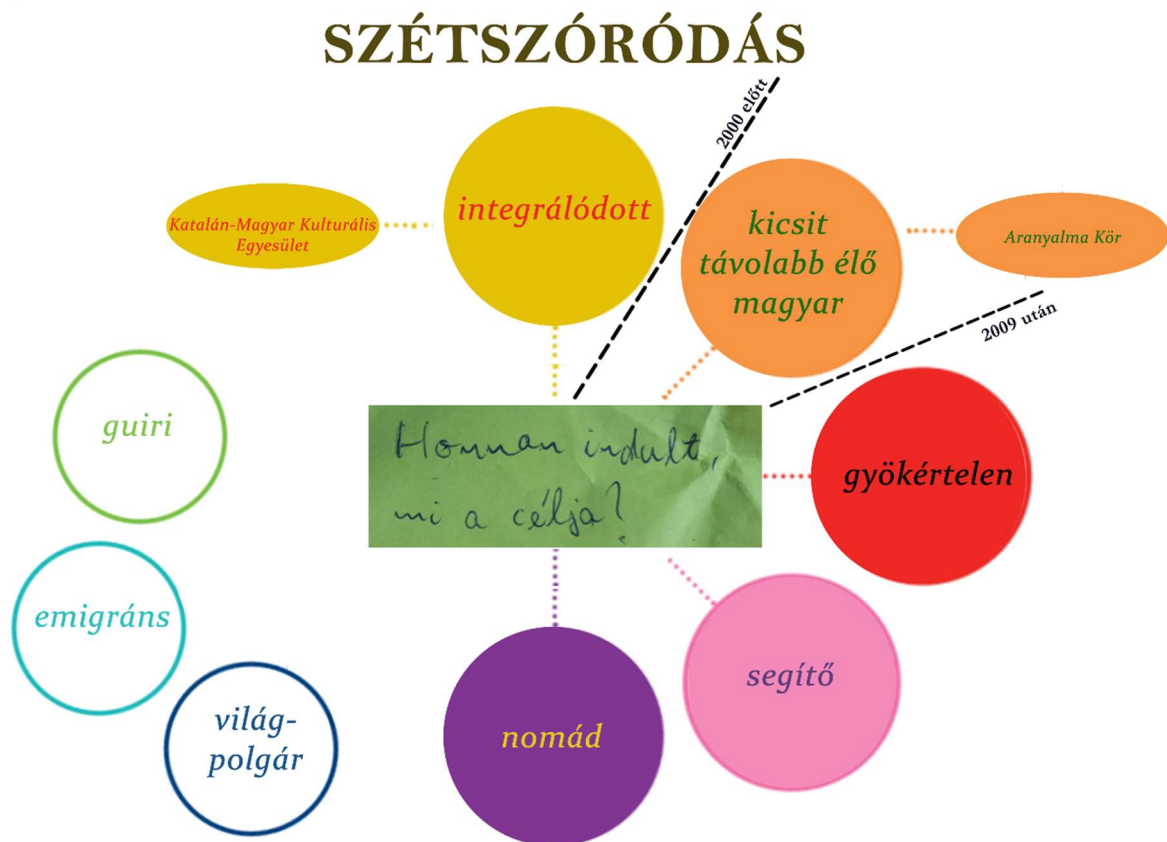 SZÉTSZÓRÓDÁS
2000 előtt
integrálódott
Katalán-Magyar Kulturális
Egyesület
kicsit
távolabb élő
magyar
Aranyalma Kör
2009 után
guiri
Honnan indult,
mi a célja?
gyökértelen
emigráns
segítő
világ-
polgár
nomád